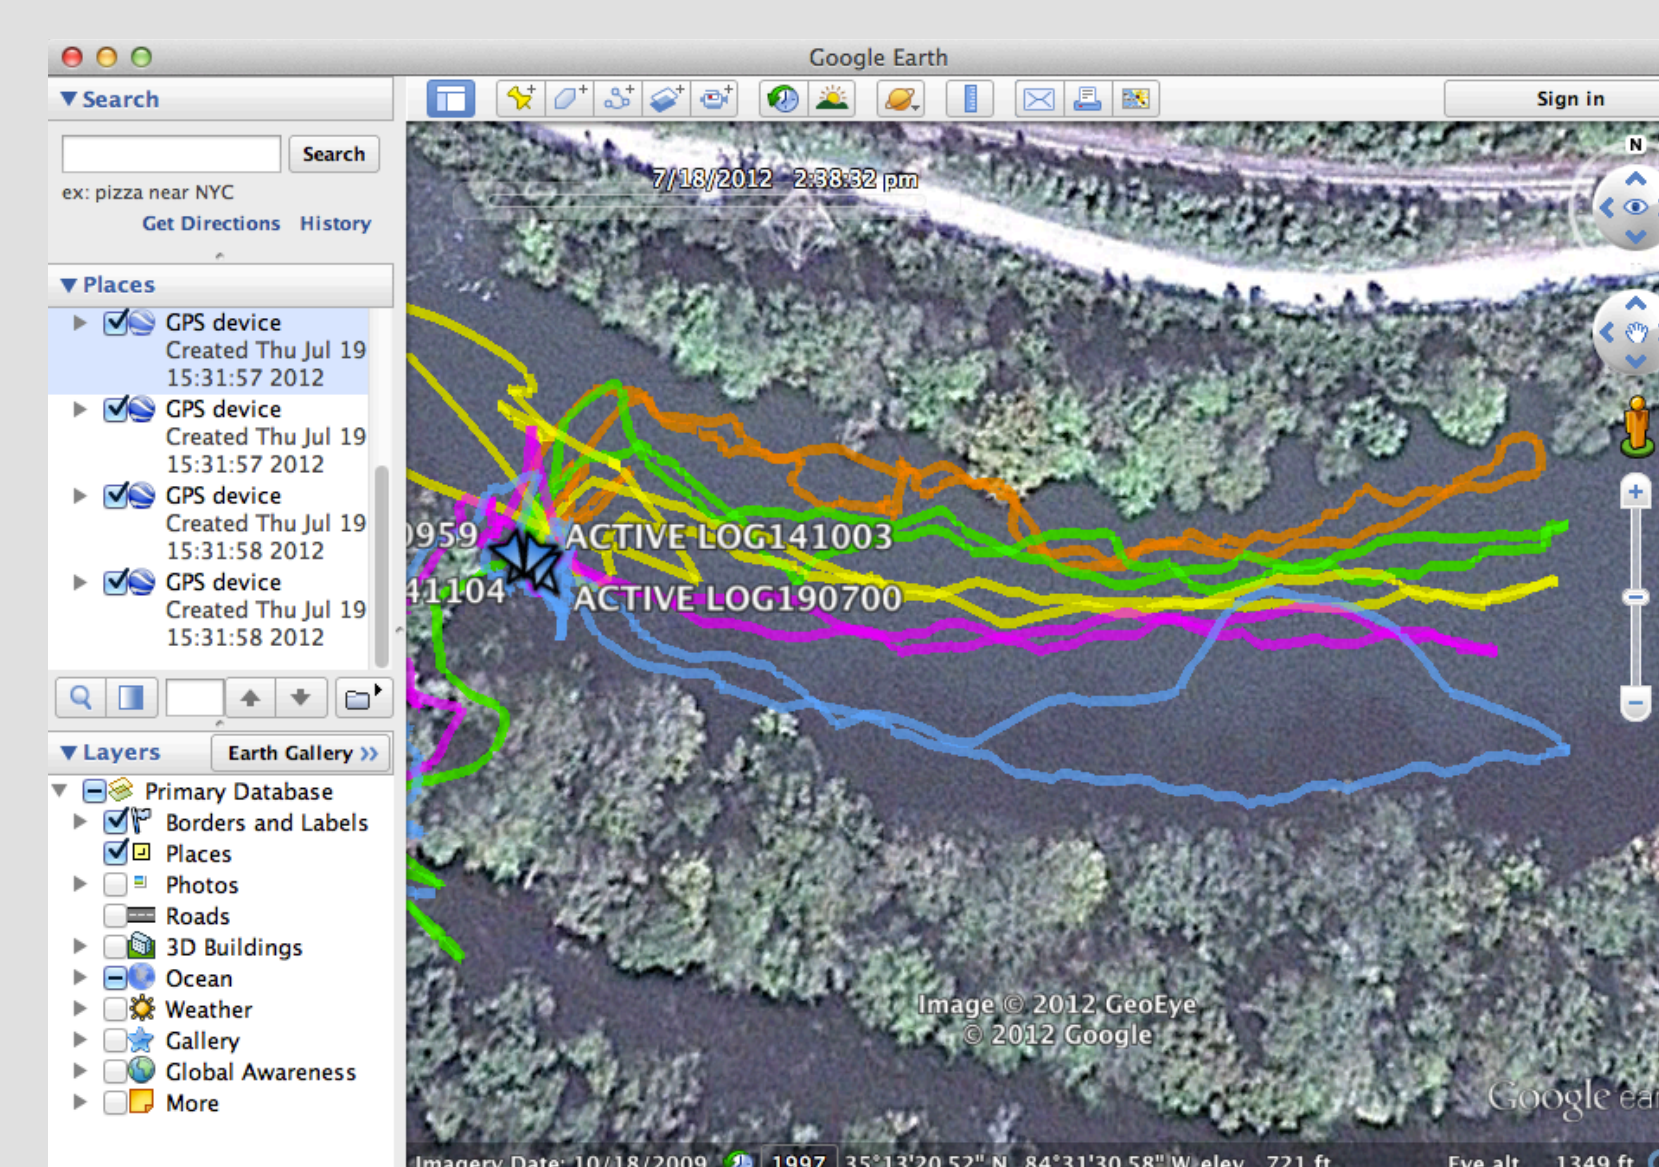 Google Earth
Search
Sign in
Search
ex: pizza near NYC
Get Directions History
Places
GPS device
Created Thu Jul 19
15:31:57 2012
GPS device
Created Thu Jul 19
15:31:57 2012
GPS device
Created Thu Jul 19
15:31:58 2012
GPS device
Created Thu Jul 19
15:31:58 2012
Layers
Earth Gallery >>
Primary Database
Borders and Labels
Places
Photos
Roads
3D Buildings
Ocean
Weather
Gallery
Global Awareness
More
7/18/2012 2:38:32 pm
N
0959
ACTIVE LOG141003
41104
ACTIVE LOG190700
Image © 2012 GeoEye
© 2012 Google
Google ear
Imagery Date: 10/18/2009 1997 35°13'20.52" N 84°31'30.58" W elev 721 ft Eye alt 1349 ft